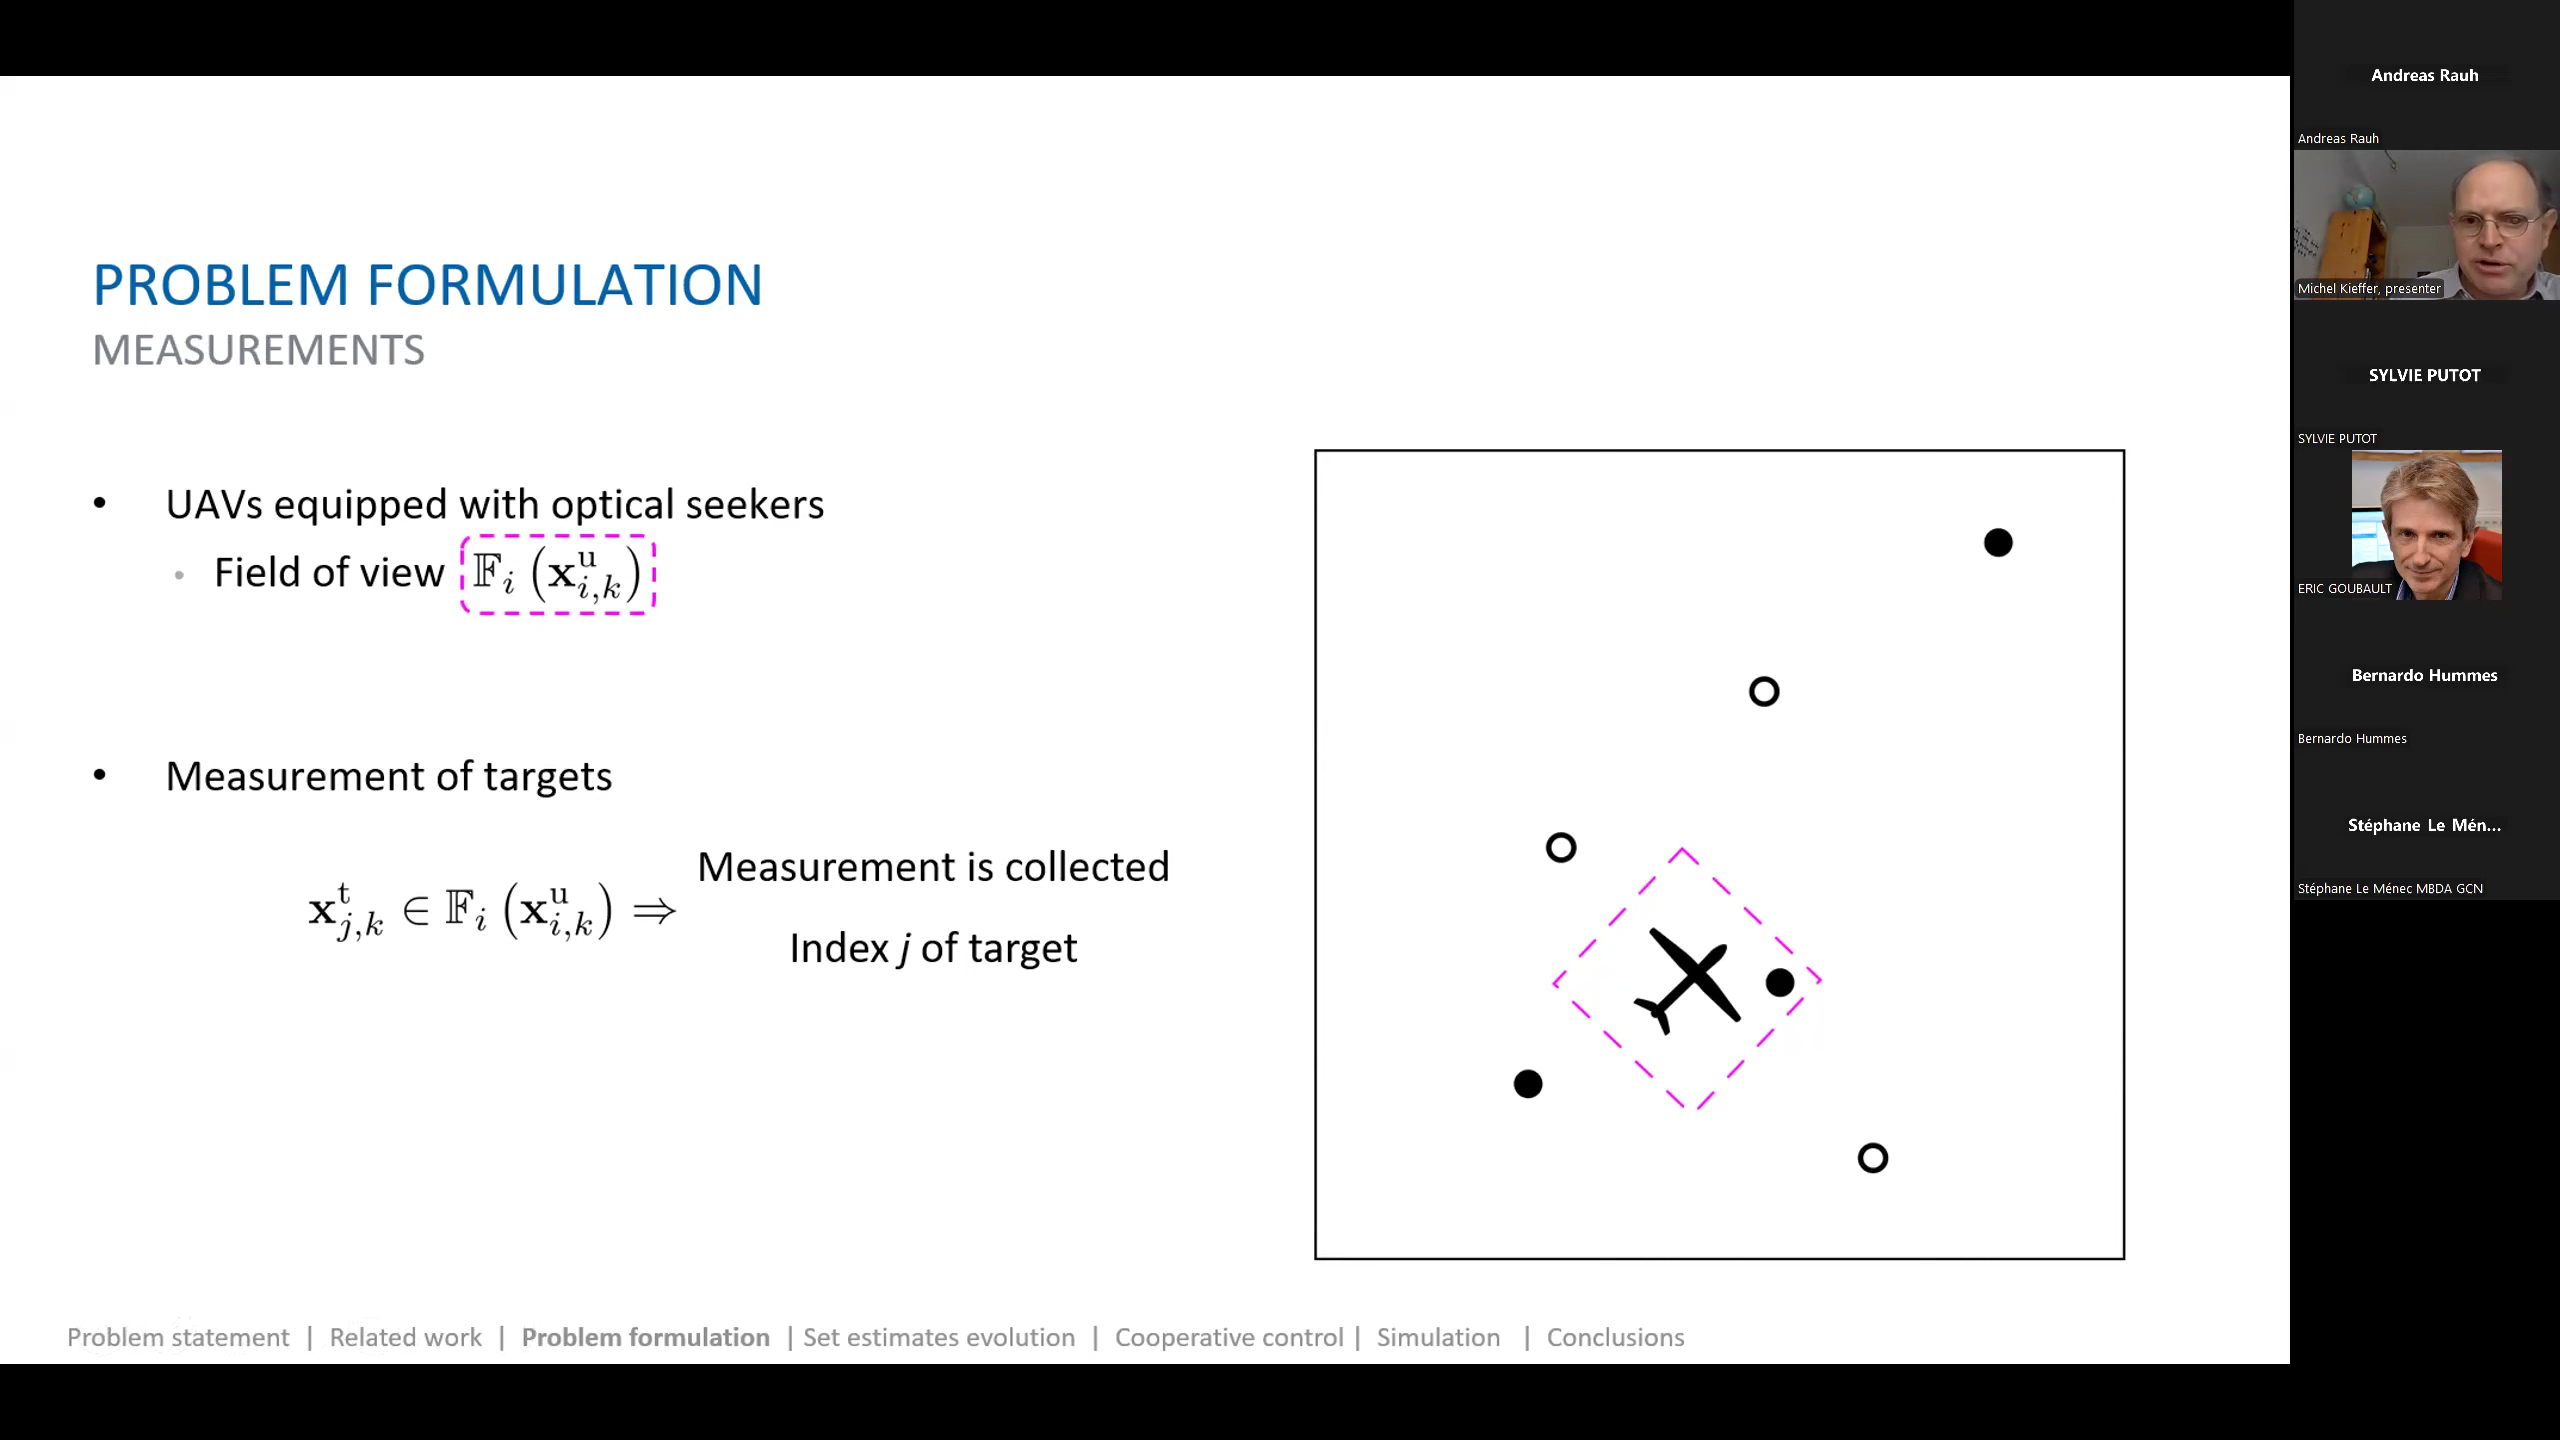 PROBLEM FORMULATION
MEASUREMENTS
• UAVs equipped with optical seekers
• Field of view 𝔽ᵢ (x^u_{i,k})
• Measurement of targets
x^t_{j,k} ∈ 𝔽ᵢ (x^u_{i,k}) ⇒
Measurement is collected
Index j of target
Problem statement | Related work | Problem formulation | Set estimates evolution | Cooperative control | Simulation | Conclusions
Andreas Rauh
Andreas Rauh
Michel Kieffer, presenter
SYLVIE PUTOT
SYLVIE PUTOT
ERIC GOUBAULT
Bernardo Hummes
Bernardo Hummes
Stéphane Le Mén...
Stéphane Le Ménec MBDA GCN